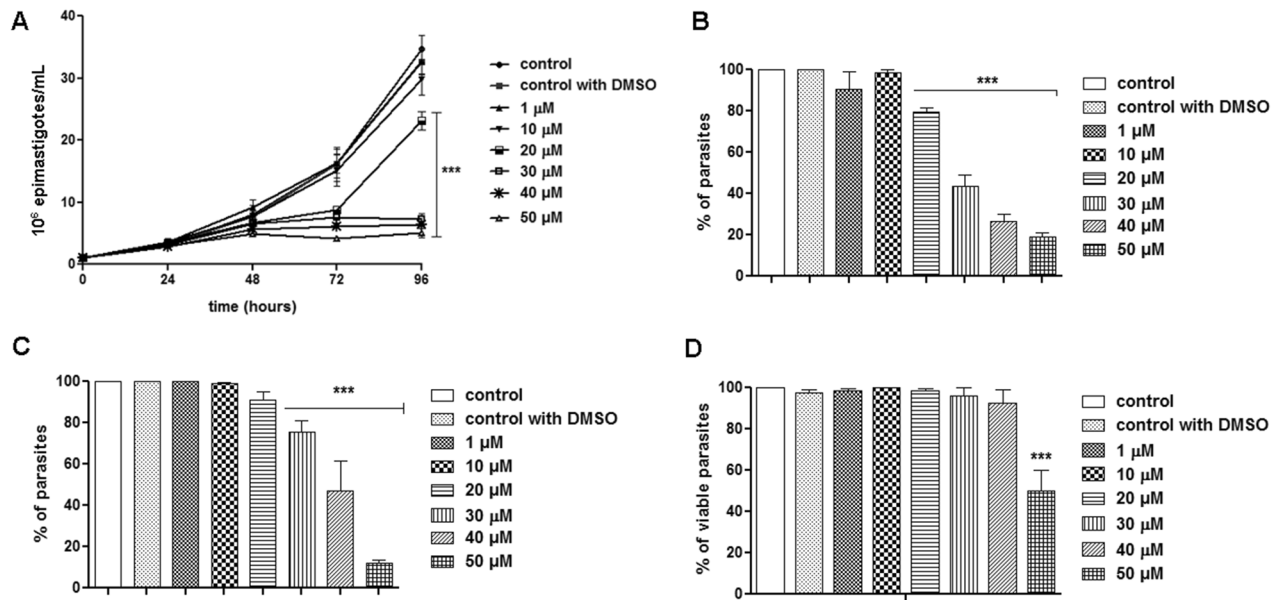 A
40
30
20
10
0
10⁶ epimastigotes/mL
0 24 48 72 96
time (hours)
***
control
control with DMSO
1 µM
10 µM
20 µM
30 µM
40 µM
50 µM
B
100
80
60
40
20
0
% of parasites
***
control
control with DMSO
1 µM
10 µM
20 µM
30 µM
40 µM
50 µM
C
100
80
60
40
20
0
% of parasites
***
control
control with DMSO
1 µM
10 µM
20 µM
30 µM
40 µM
50 µM
D
100
80
60
40
20
0
% of viable parasites
***
control
control with DMSO
1 µM
10 µM
20 µM
30 µM
40 µM
50 µM